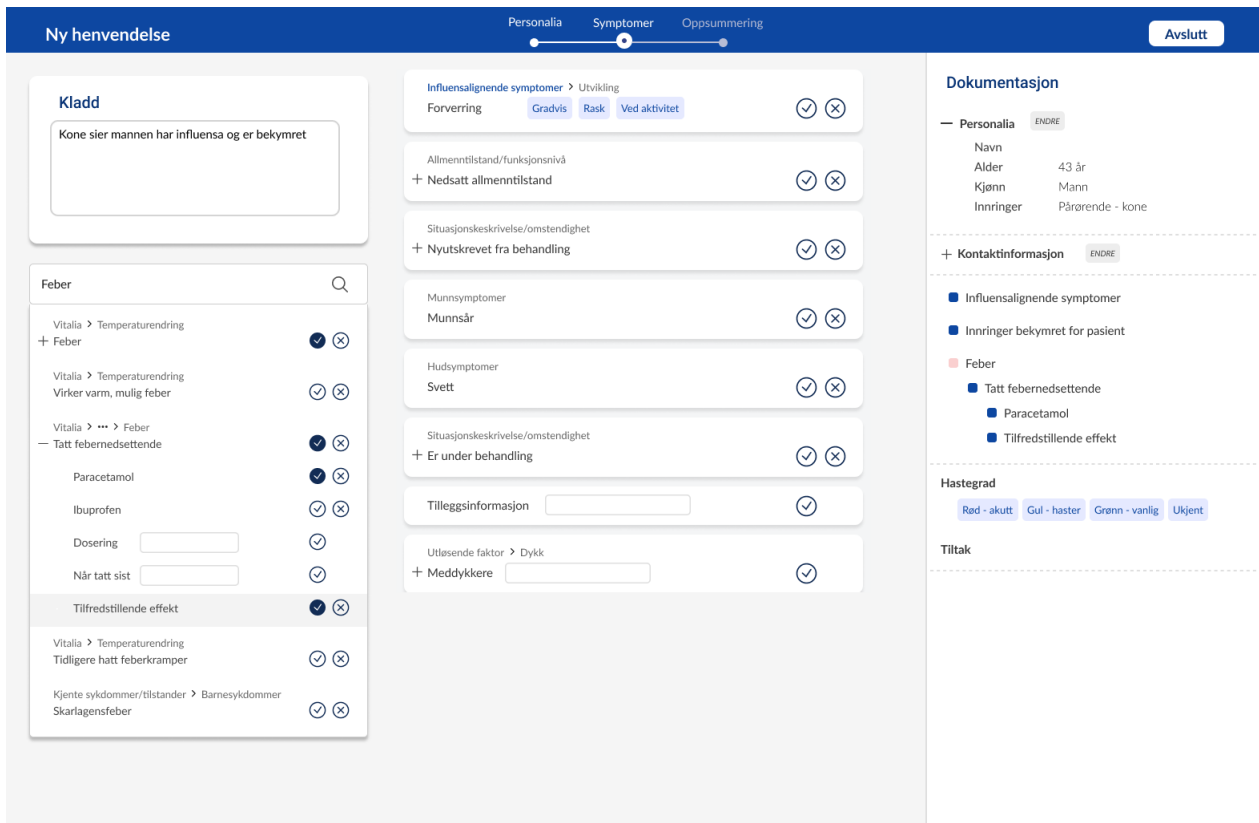 Ny henvendelse
Personalia
Symptomer
Oppsummering
Avslutt
Kladd
Kone sier mannen har influensa og er bekymret
Feber
Vitalia > Temperaturendring
+ Feber
Vitalia > Temperaturendring
Virker varm, mulig feber
Vitalia > ••• > Feber
— Tatt febernedsettende
Paracetamol
Ibuprofen
Dosering
Når tatt sist
Tilfredstillende effekt
Vitalia > Temperaturendring
Tidligere hatt feberkramper
Kjente sykdommer/tilstander > Barnesykdommer
Skarlagensfeber
Influensalignende symptomer > Utvikling
Forverring Gradvis Rask Ved aktivitet
Allmenntilstand/funksjonsnivå
+ Nedsatt allmenntilstand
Situasjonskeskrivelse/omstendighet
+ Nyutskrevet fra behandling
Munnsymptomer
Munnsår
Hudsymptomer
Svett
Situasjonskeskrivelse/omstendighet
+ Er under behandling
Tilleggsinformasjon
Utløsende faktor > Dykk
+ Meddykkere
Dokumentasjon
— Personalia ENDRE
Navn
Alder 43 år
Kjønn Mann
Innringer Pårørende - kone
+ Kontaktinformasjon ENDRE
Influensalignende symptomer
Innringer bekymret for pasient
Feber
Tatt febernedsettende
Paracetamol
Tilfredstillende effekt
Hastegrad
Rød - akutt Gul - haster Grønn - vanlig Ukjent
Tiltak